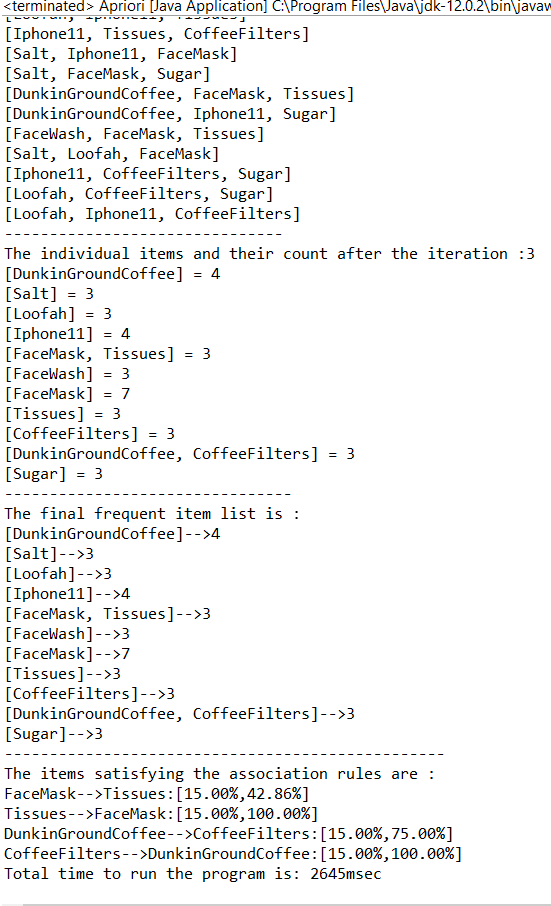 <terminated> Apriori [Java Application] C:\Program Files\Java\jdk-12.0.2\bin\javaw
[Iphone11, Tissues, CoffeeFilters]
[Salt, Iphone11, FaceMask]
[Salt, FaceMask, Sugar]
[DunkinGroundCoffee, FaceMask, Tissues]
[DunkinGroundCoffee, Iphone11, Sugar]
[FaceWash, FaceMask, Tissues]
[Salt, Loofah, FaceMask]
[Iphone11, CoffeeFilters, Sugar]
[Loofah, CoffeeFilters, Sugar]
[Loofah, Iphone11, CoffeeFilters]
-------------------------------
The individual items and their count after the iteration :3
[DunkinGroundCoffee] = 4
[Salt] = 3
[Loofah] = 3
[Iphone11] = 4
[FaceMask, Tissues] = 3
[FaceWash] = 3
[FaceMask] = 7
[Tissues] = 3
[CoffeeFilters] = 3
[DunkinGroundCoffee, CoffeeFilters] = 3
[Sugar] = 3
--------------------------------
The final frequent item list is :
[DunkinGroundCoffee]-->4
[Salt]-->3
[Loofah]-->3
[Iphone11]-->4
[FaceMask, Tissues]-->3
[FaceWash]-->3
[FaceMask]-->7
[Tissues]-->3
[CoffeeFilters]-->3
[DunkinGroundCoffee, CoffeeFilters]-->3
[Sugar]-->3
-------------------------------------------------
The items satisfying the association rules are :
FaceMask-->Tissues:[15.00%,42.86%]
Tissues-->FaceMask:[15.00%,100.00%]
DunkinGroundCoffee-->CoffeeFilters:[15.00%,75.00%]
CoffeeFilters-->DunkinGroundCoffee:[15.00%,100.00%]
Total time to run the program is: 2645msec